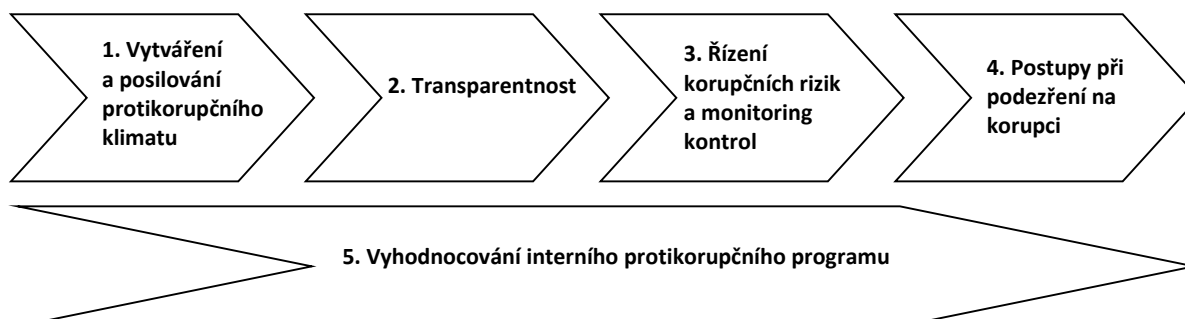 1. Vytváření
a posilování
protikorupčního
klimatu
2. Transparentnost
3. Řízení
korupčních rizik
a monitoring
kontrol
4. Postupy při
podezření na
korupci
5. Vyhodnocování interního protikorupčního programu